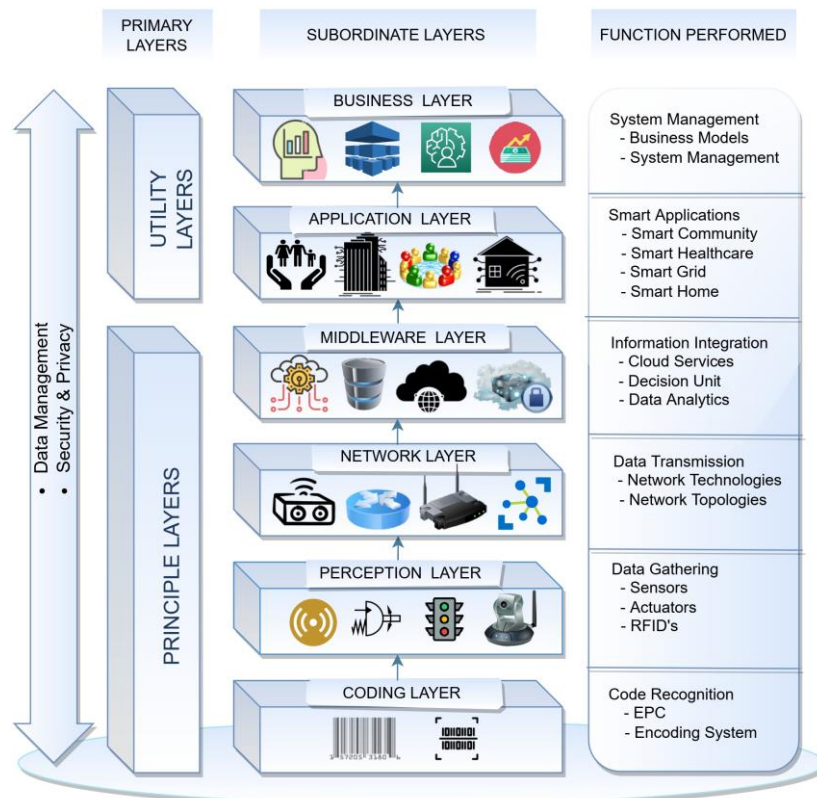 PRIMARY
LAYERS
SUBORDINATE LAYERS
FUNCTION PERFORMED
• Data Management
• Security & Privacy
UTILITY
LAYERS
PRINCIPLE LAYERS
BUSINESS LAYER
System Management
- Business Models
- System Management
APPLICATION LAYER
Smart Applications
- Smart Community
- Smart Healthcare
- Smart Grid
- Smart Home
MIDDLEWARE LAYER
Information Integration
- Cloud Services
- Decision Unit
- Data Analytics
NETWORK LAYER
Data Transmission
- Network Technologies
- Network Topologies
PERCEPTION LAYER
Data Gathering
- Sensors
- Actuators
- RFID's
CODING LAYER
Code Recognition
- EPC
- Encoding System